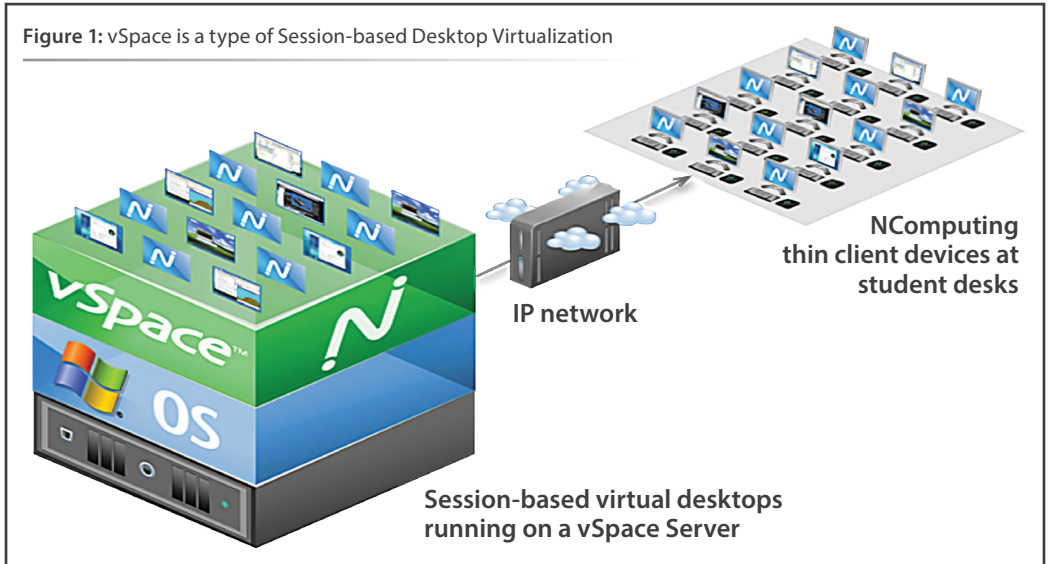 Figure 1: vSpace is a type of Session-based Desktop Virtualization
vSpace™
OS
IP network
NComputing
thin client devices at
student desks
Session-based virtual desktops
running on a vSpace Server